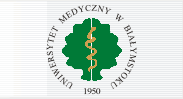 UNIWERSYTET MEDYCZNY W BIAŁYMSTOKU
1950